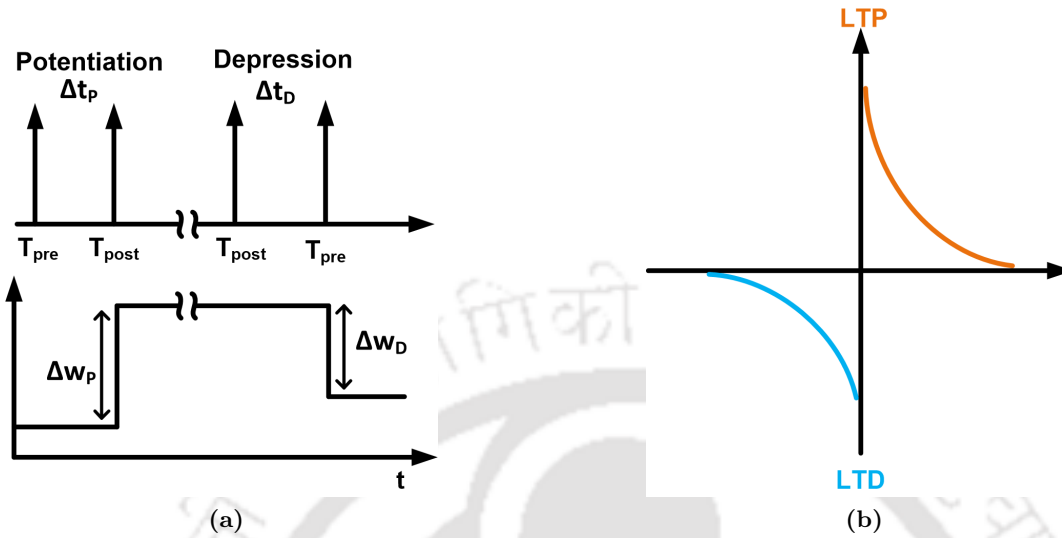 Potentiation
Δt_P
Depression
Δt_D
T_pre T_post T_post T_pre
Δw_P
Δw_D
t
(a)
LTP
LTD
(b)